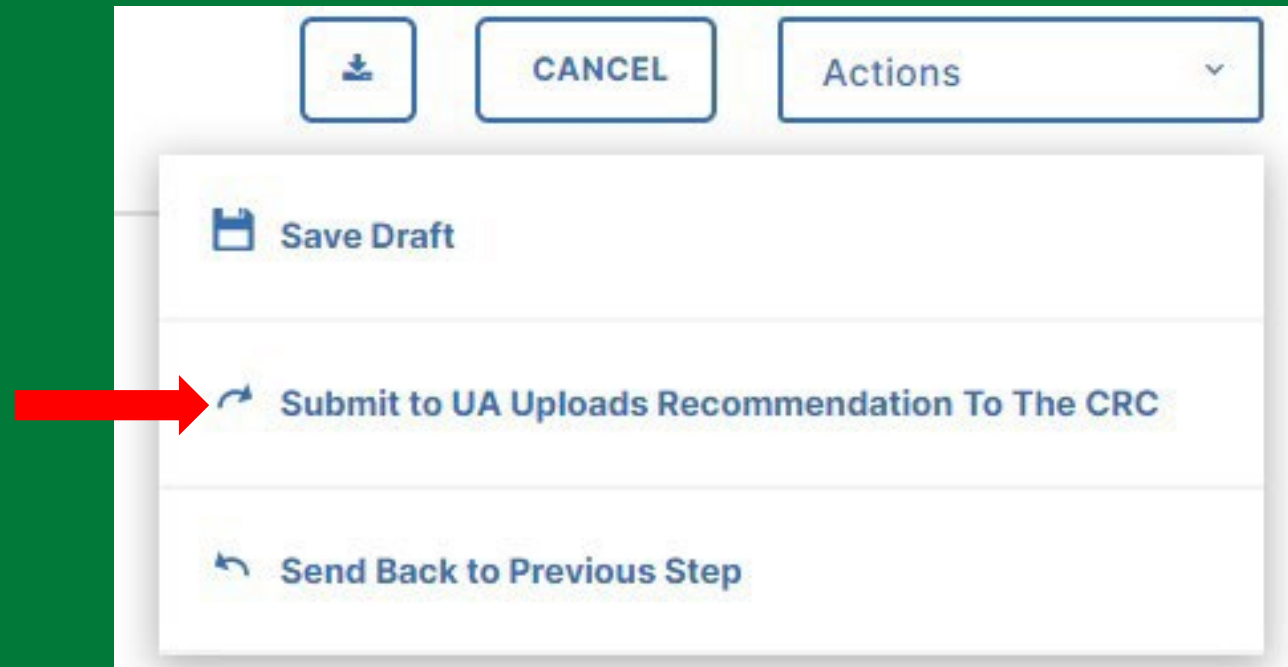 CANCEL
Actions
Save Draft
Submit to UA Uploads Recommendation To The CRC
Send Back to Previous Step